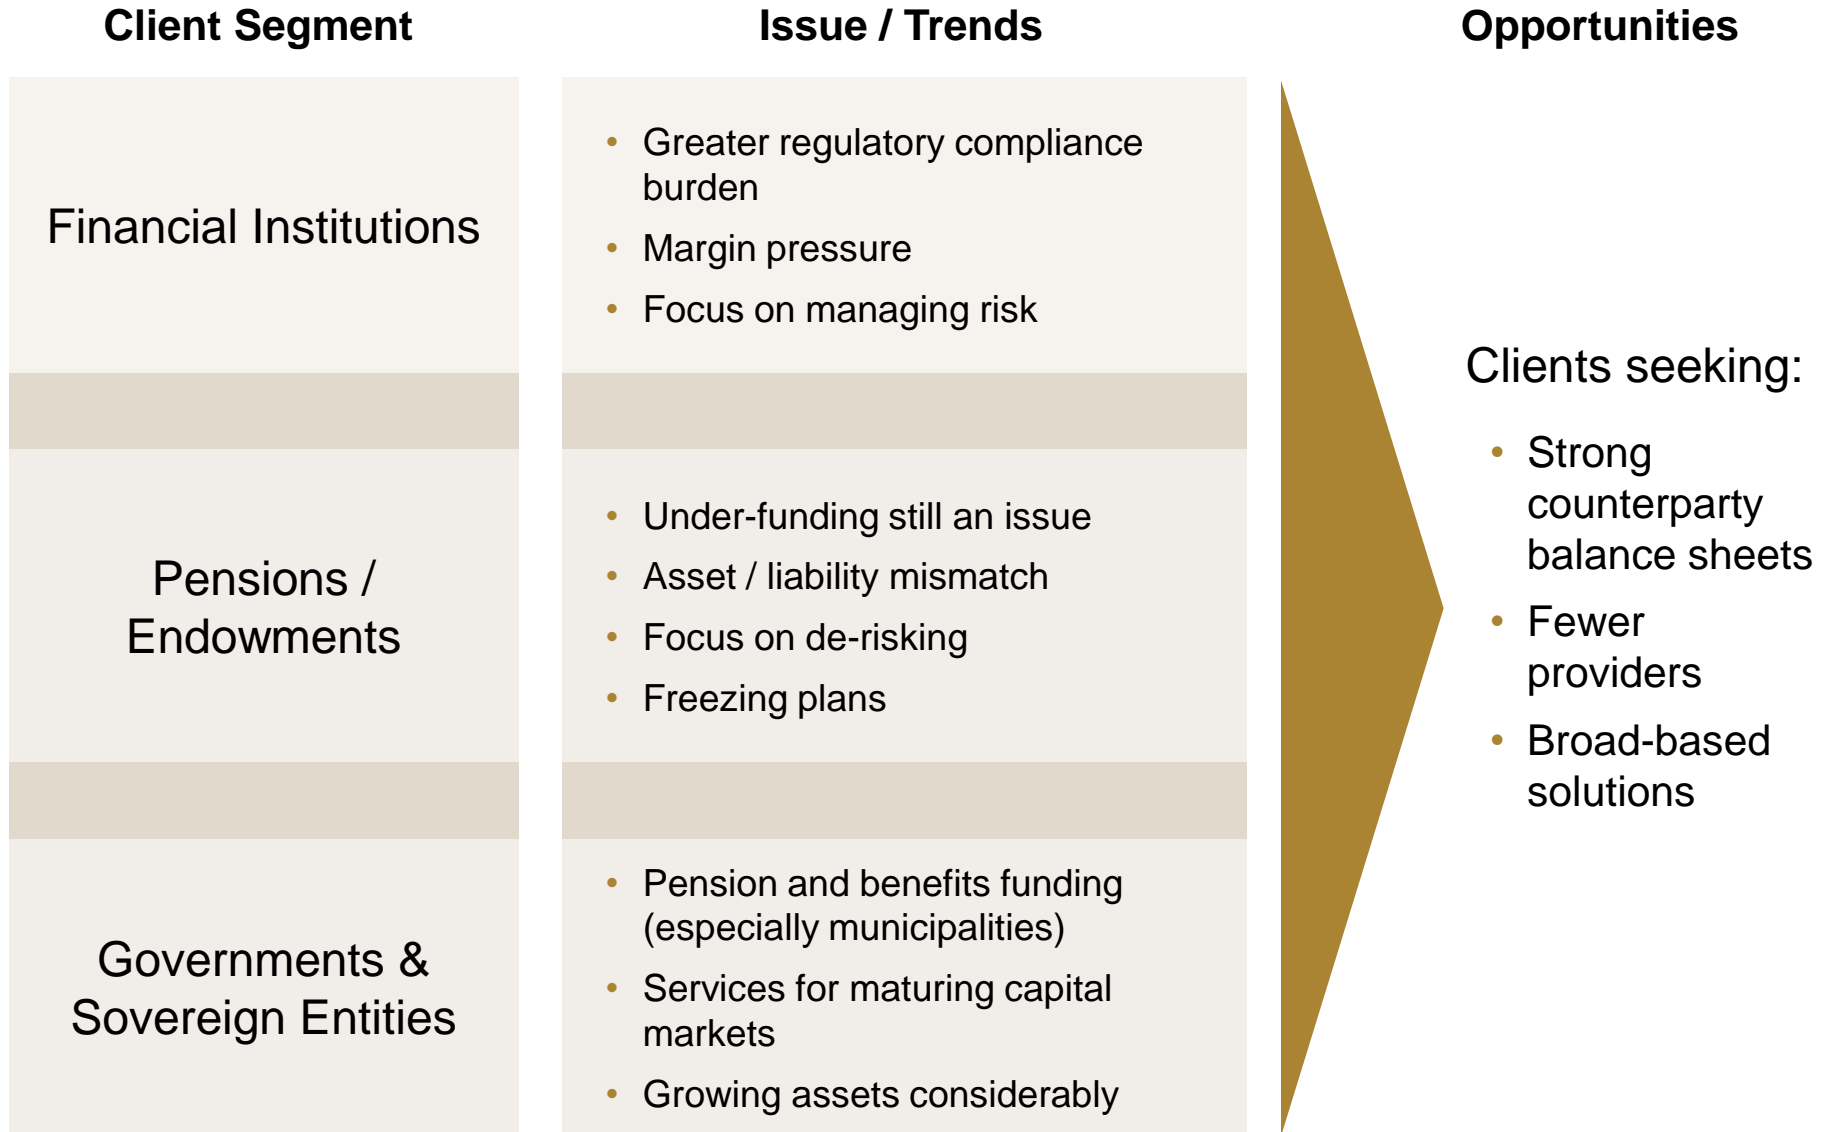 Client Segment
Issue / Trends
Opportunities
Financial Institutions
• Greater regulatory compliance
burden
• Margin pressure
• Focus on managing risk
Pensions /
Endowments
• Under-funding still an issue
• Asset / liability mismatch
• Focus on de-risking
• Freezing plans
Governments &
Sovereign Entities
• Pension and benefits funding
(especially municipalities)
• Services for maturing capital
markets
• Growing assets considerably
Clients seeking:
• Strong
counterparty
balance sheets
• Fewer
providers
• Broad-based
solutions